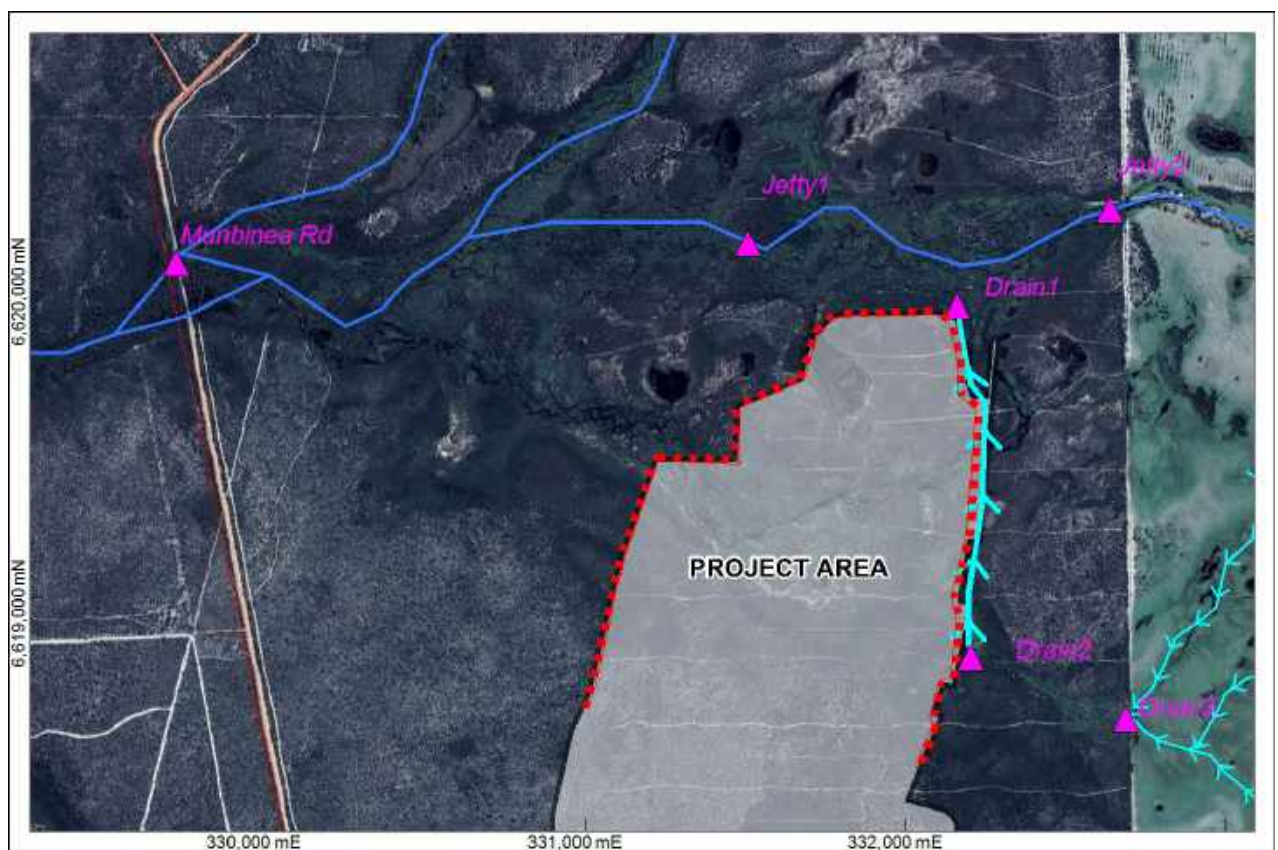 Jetty2
Jetty1
Munbinea Rd
Drain1
6,620,000 mN
PROJECT AREA
6,619,000 mN
Drain2
Drain3
330,000 mE
331,000 mE
332,000 mE